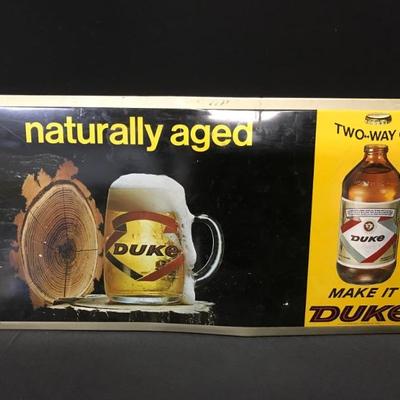 naturally aged
DUKE
TWO-WAY
DUKE
MAKE IT
DUKE